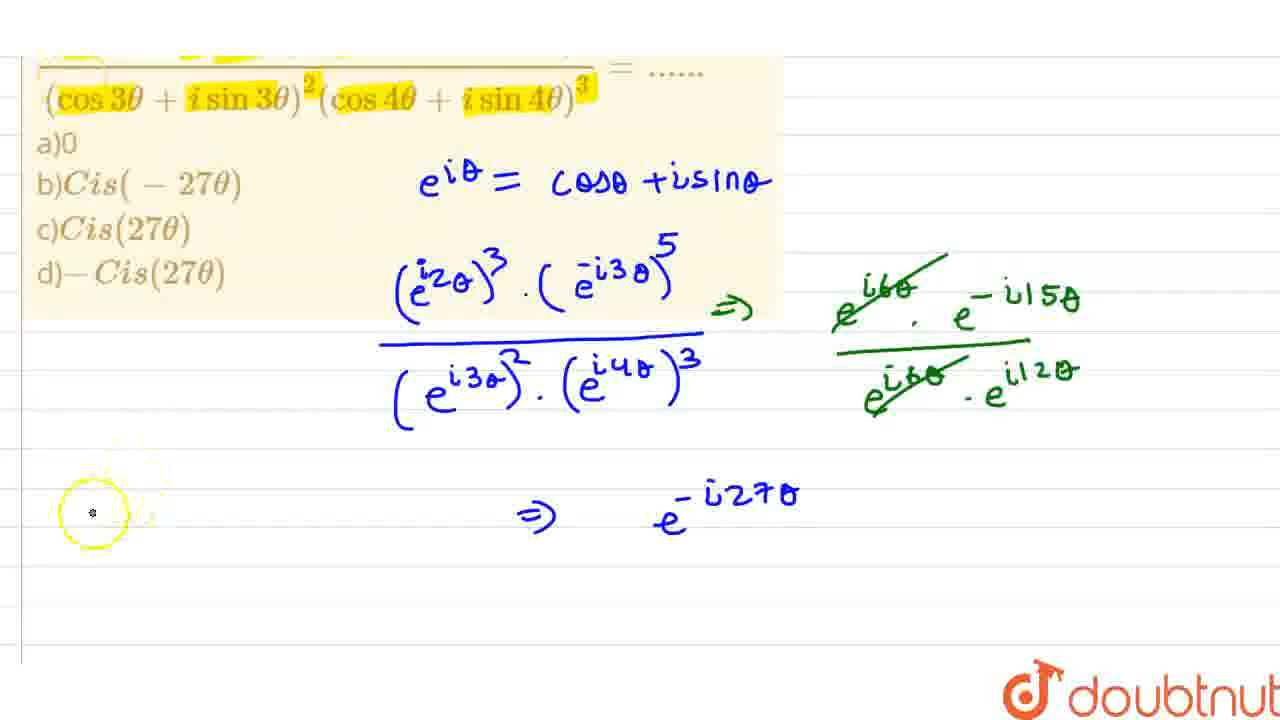 (cos 3θ + i sin 3θ)² (cos 4θ + i sin 4θ)³ = ......
a)0
b)Cis(−27θ)
c)Cis(27θ)
d)−Cis(27θ)
e^{iθ} = cosθ + i sinθ
(e^{i2θ})³ . (e^{-i3θ})⁵
(e^{i3θ})² . (e^{i4θ})³
⇒ e^{i6θ} . e^{-i15θ}
e^{i6θ} . e^{i12θ}
⇒ e^{-i27θ}
doubtnut